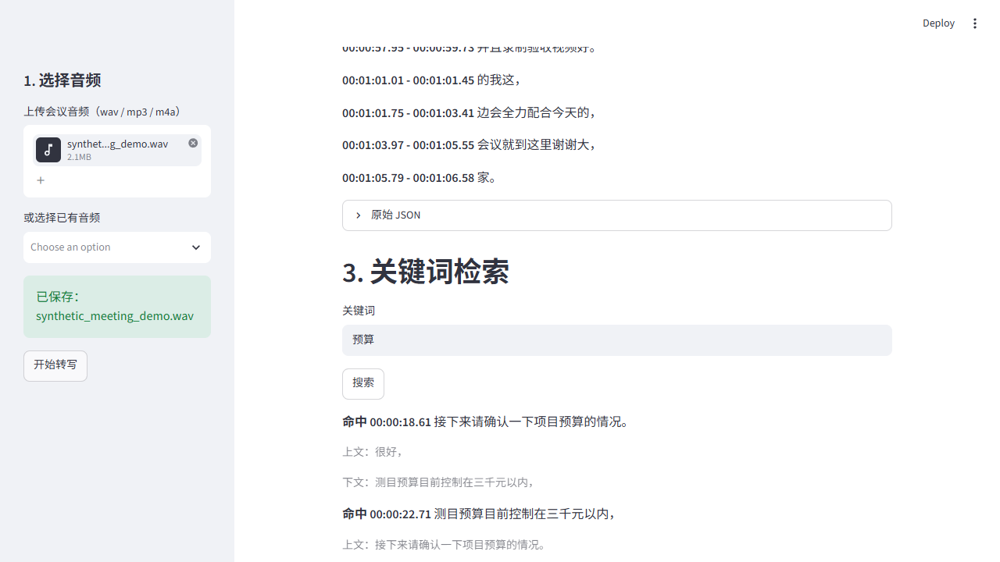 Deploy
1. 选择音频
上传会议音频（wav / mp3 / m4a）
synthet...g_demo.wav
2.1MB
+
或选择已有音频
Choose an option
已保存：
synthetic_meeting_demo.wav
开始转写
00:00:57.95 - 00:00:59.73 并且录制验收视频好。
00:01:01.01 - 00:01:01.45 的我这，
00:01:01.75 - 00:01:03.41 边会全力配合今天的，
00:01:03.97 - 00:01:05.55 会议就到这里谢谢大，
00:01:05.79 - 00:01:06.58 家。
原始 JSON
3. 关键词检索
关键词
预算
搜索
命中 00:00:18.61 接下来请确认一下项目预算的情况。
上文：很好，
下文：测目预算目前控制在三千元以内，
命中 00:00:22.71 测目预算目前控制在三千元以内，
上文：接下来请确认一下项目预算的情况。